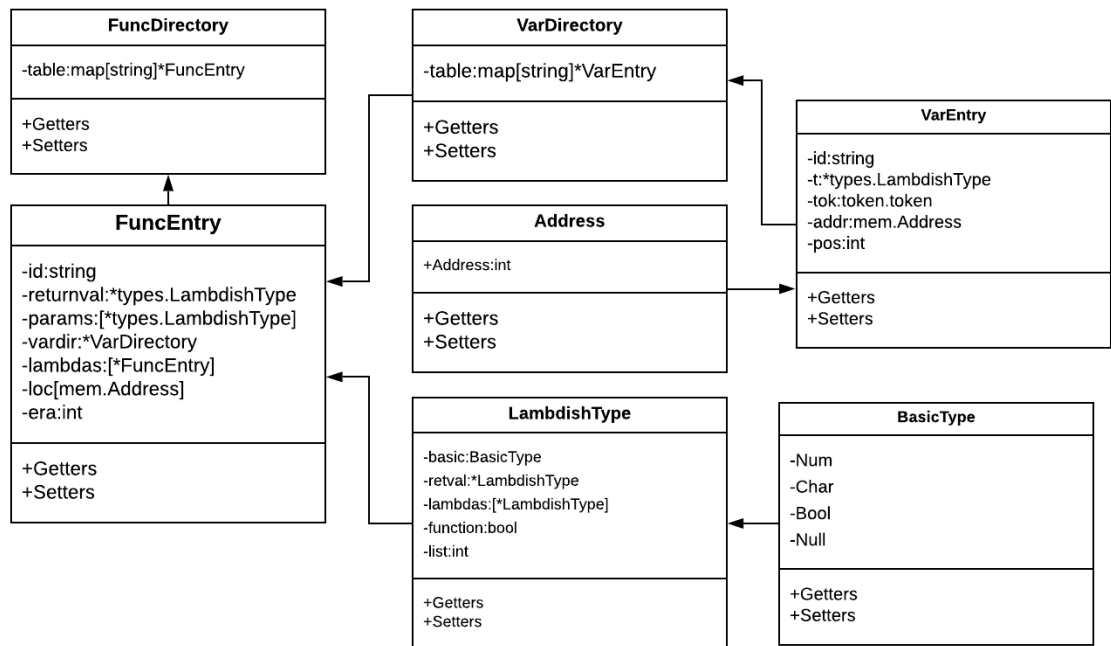 FuncDirectory
-table:map[string]*FuncEntry
+Getters
+Setters
FuncEntry
-id:string
-returnval:*types.LambdishType
-params:[*types.LambdishType]
-vardir:*VarDirectory
-lambdas:[*FuncEntry]
-loc[mem.Address]
-era:int
+Getters
+Setters
VarDirectory
-table:map[string]*VarEntry
+Getters
+Setters
Address
+Address:int
+Getters
+Setters
LambdishType
-basic:BasicType
-retval:*LambdishType
-lambdas:[*LambdishType]
-function:bool
-list:int
+Getters
+Setters
VarEntry
-id:string
-t:*types.LambdishType
-tok:token.token
-addr:mem.Address
-pos:int
+Getters
+Setters
BasicType
-Num
-Char
-Bool
-Null
+Getters
+Setters